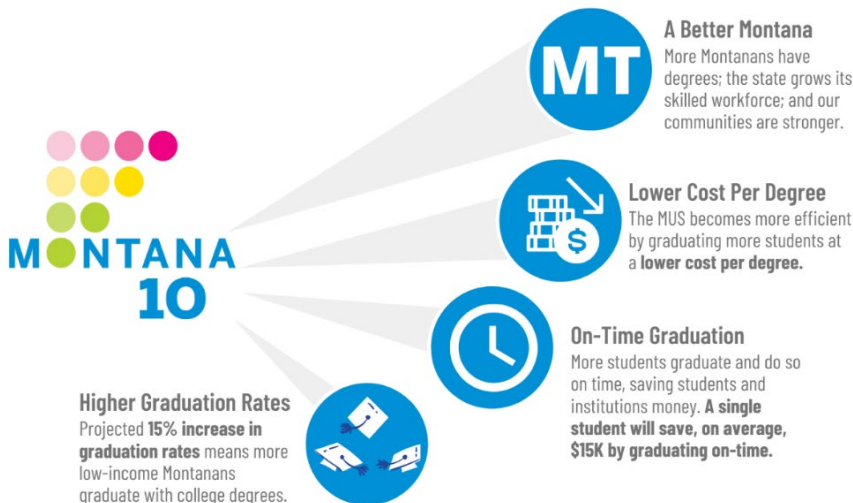 MT
A Better Montana
More Montanans have
degrees; the state grows its
skilled workforce; and our
communities are stronger.
MONTANA
10
$
Lower Cost Per Degree
The MUS becomes more efficient
by graduating more students at
a lower cost per degree.
On-Time Graduation
More students graduate and do so
on time, saving students and
institutions money. A single
student will save, on average,
$15K by graduating on-time.
Higher Graduation Rates
Projected 15% increase in
graduation rates means more
low-income Montanans
graduate with college degrees.